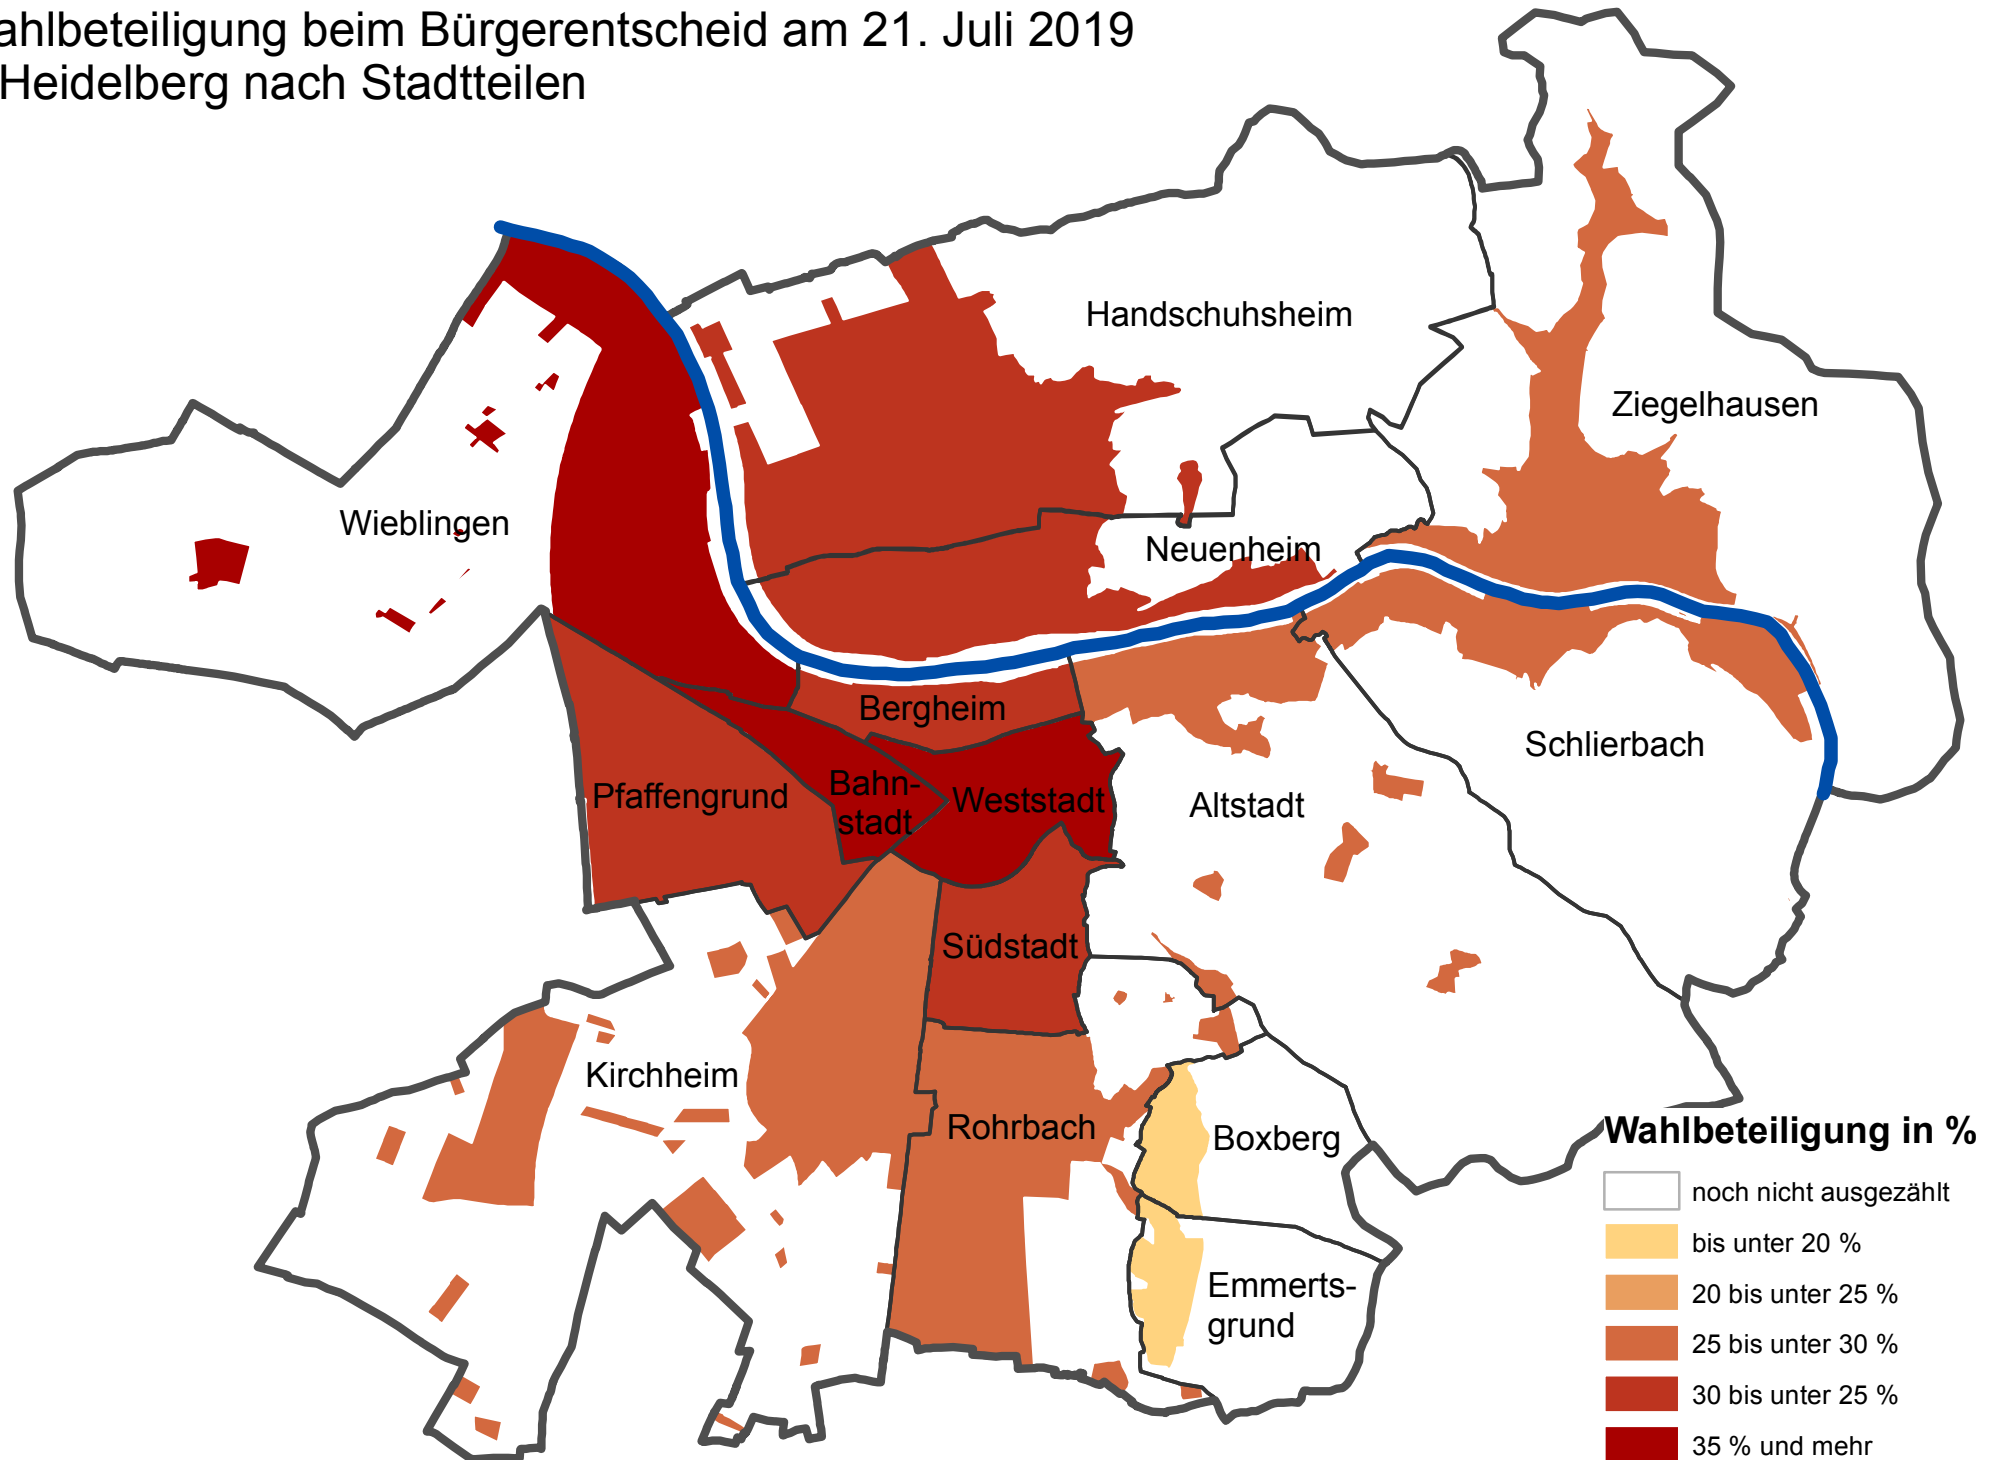 ahlbeteiligung beim Bürgerentscheid am 21. Juli 2019
Heidelberg nach Stadtteilen
Handschuhsheim
Ziegelhausen
Wieblingen
Neuenheim
Bergheim
Schlierbach
Pfaffengrund
Bahn-
stadt
Weststadt
Altstadt
Südstadt
Kirchheim
Rohrbach
Boxberg
Emmerts-
grund
Wahlbeteiligung in %
noch nicht ausgezählt
bis unter 20 %
20 bis unter 25 %
25 bis unter 30 %
30 bis unter 25 %
35 % und mehr